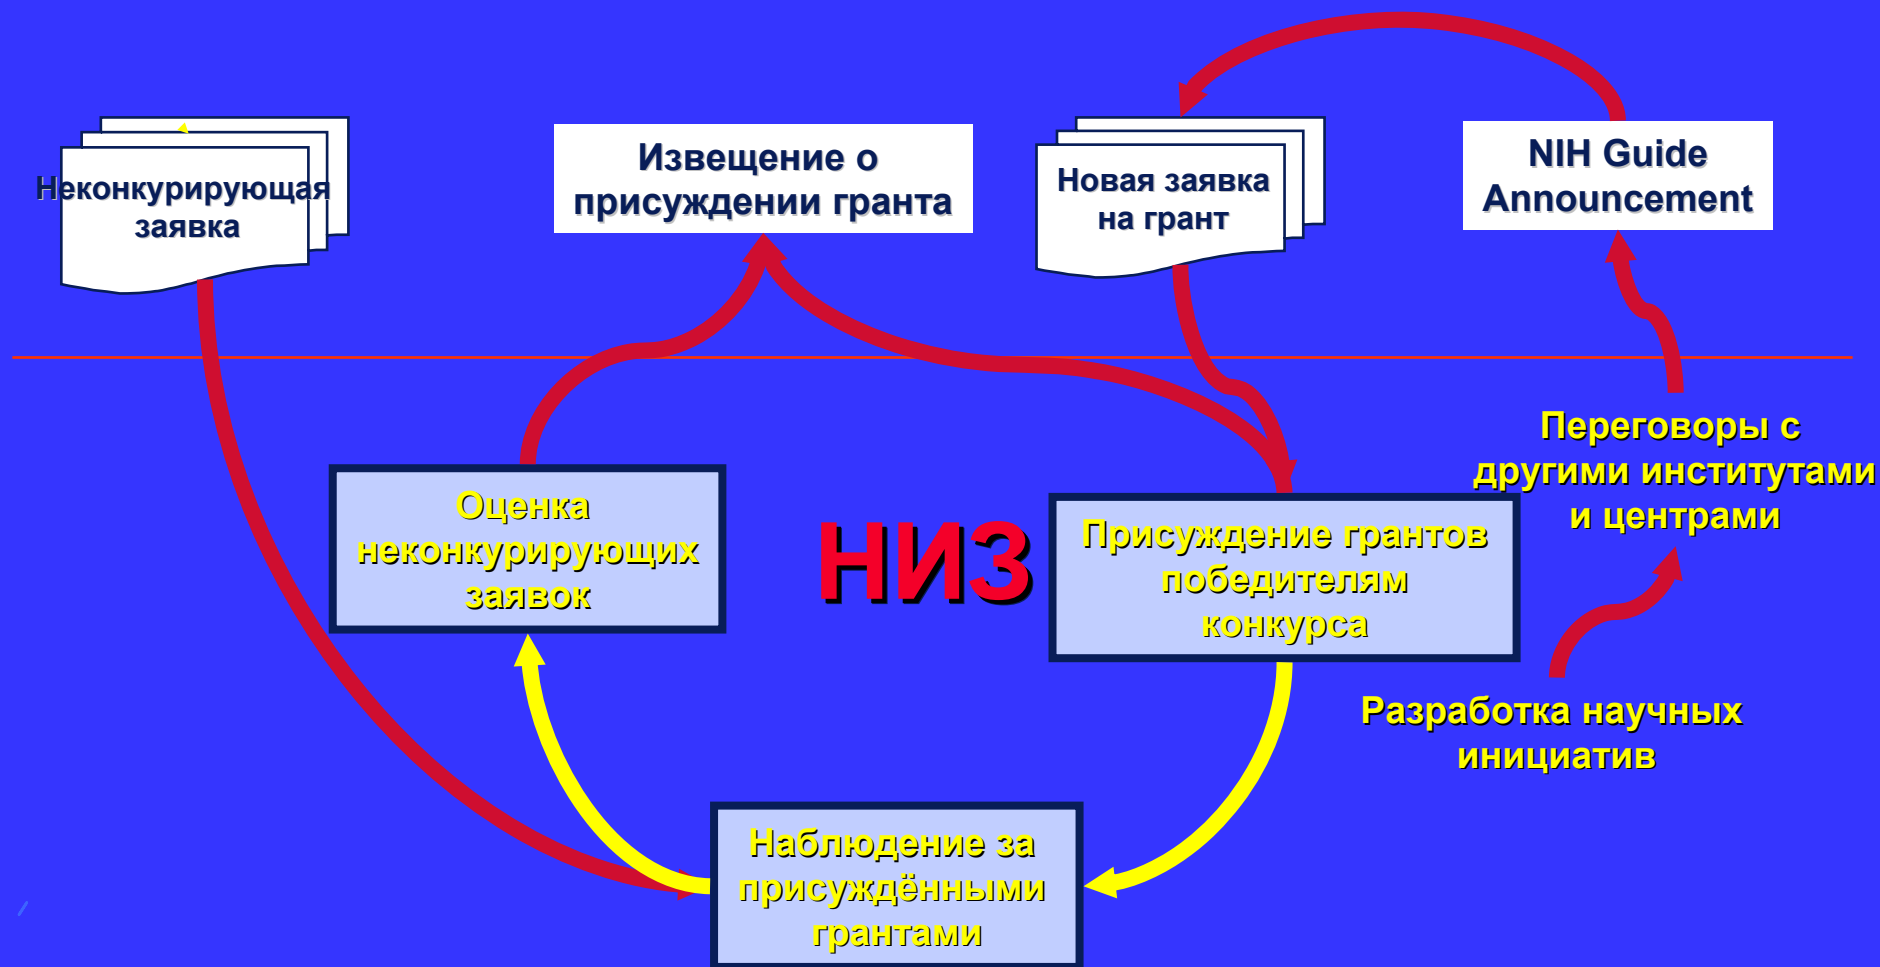 Неконкурирующая
заявка
Извещение о
присуждении гранта
Новая заявка
на грант
NIH Guide
Announcement
Переговоры с
другими институтами
и центрами
Оценка
неконкурирующих
заявок
НИЗ
Присуждение грантов
победителям
конкурса
Разработка научных
инициатив
Наблюдение за
присуждёнными
грантами